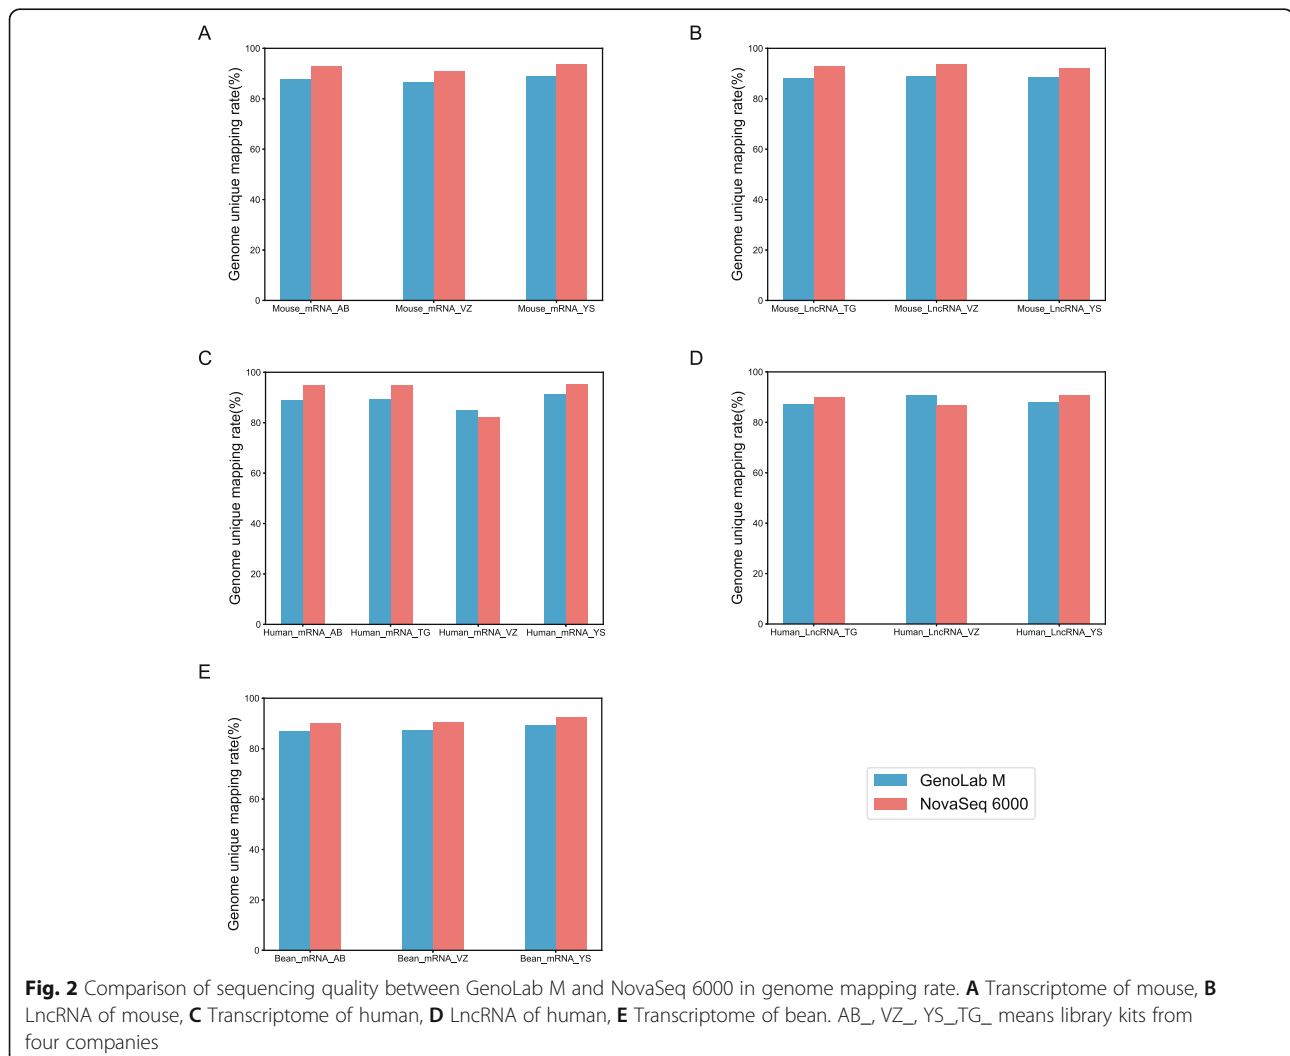 A
Genome unique mapping rate(%)
100
80
60
40
20
0
Mouse_mRNA_AB Mouse_mRNA_VZ Mouse_mRNA_YS
B
Genome unique mapping rate(%)
100
80
60
40
20
0
Mouse_LncRNA_TG Mouse_LncRNA_VZ Mouse_LncRNA_YS
C
Genome unique mapping rate(%)
100
80
60
40
20
0
Human_mRNA_AB Human_mRNA_TG Human_mRNA_VZ Human_mRNA_YS
D
Genome unique mapping rate(%)
100
80
60
40
20
0
Human_LncRNA_TG Human_LncRNA_VZ Human_LncRNA_YS
E
Genome unique mapping rate(%)
100
80
60
40
20
0
Bean_mRNA_AB Bean_mRNA_VZ Bean_mRNA_YS
GenoLab M
NovaSeq 6000
Fig. 2 Comparison of sequencing quality between GenoLab M and NovaSeq 6000 in genome mapping rate. A Transcriptome of mouse, B
LncRNA of mouse, C Transcriptome of human, D LncRNA of human, E Transcriptome of bean. AB_, VZ_, YS_,TG_ means library kits from
four companies